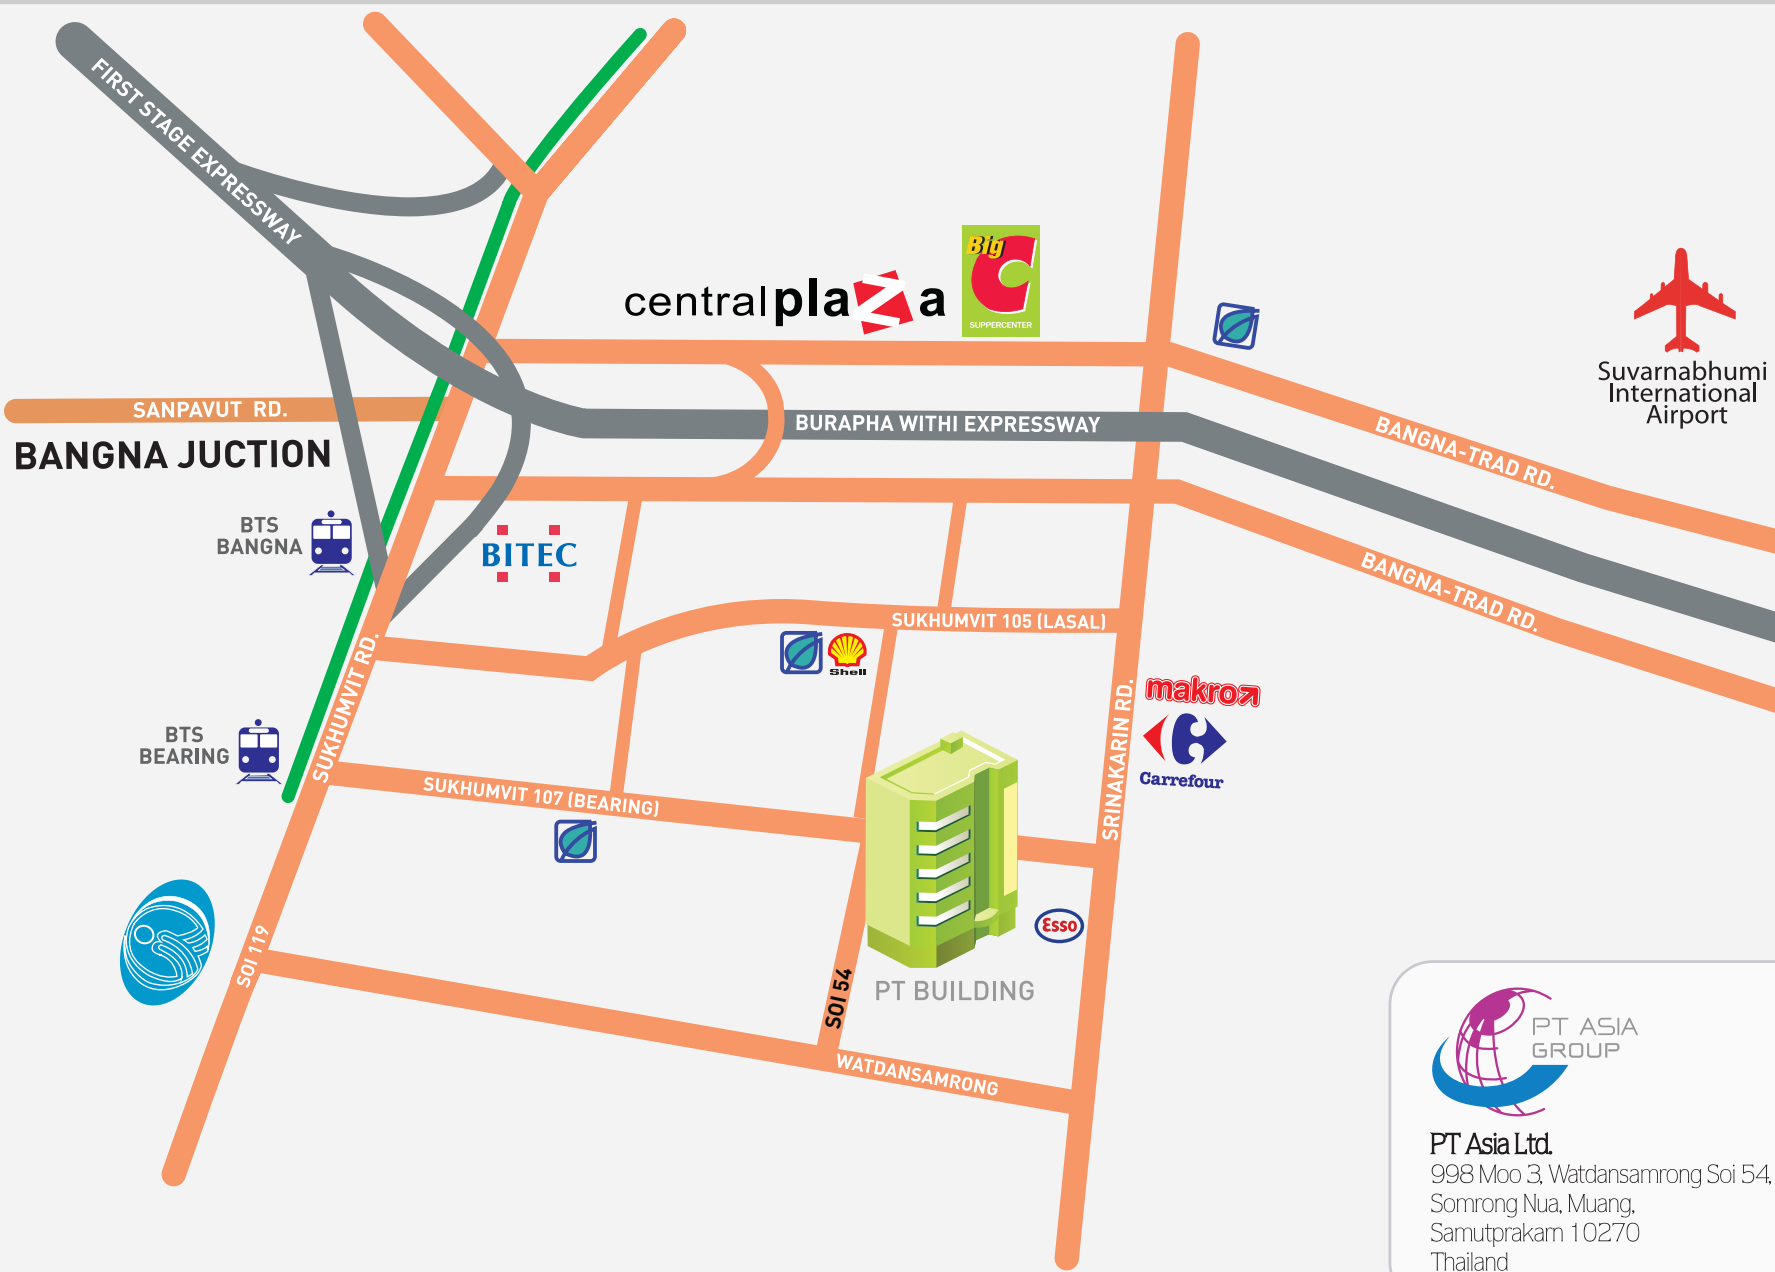 FIRST STAGE EXPRESSWAY
centralplaza
Big
C
SUPPERCENTER
Suvarnabhumi
International
Airport
SANPAVUT RD.
BANGNA JUCTION
BURAPHA WITHI EXPRESSWAY
BANGNA-TRAD RD.
BTS
BANGNA
BITEC
BANGNA-TRAD RD.
SUKHUMVIT 105 (LASAL)
Shell
SUKHUMVIT RD.
makro
SRINAKARIN RD.
Carrefour
BTS
BEARING
SUKHUMVIT 107 (BEARING)
Esso
SOI 119
SOI 54
PT BUILDING
WATDANSAMRONG
PT ASIA
GROUP
PT Asia Ltd.
998 Moo 3, Watdansamrong Soi 54,
Somrong Nua, Muang,
Samutprakarn 10270
Thailand